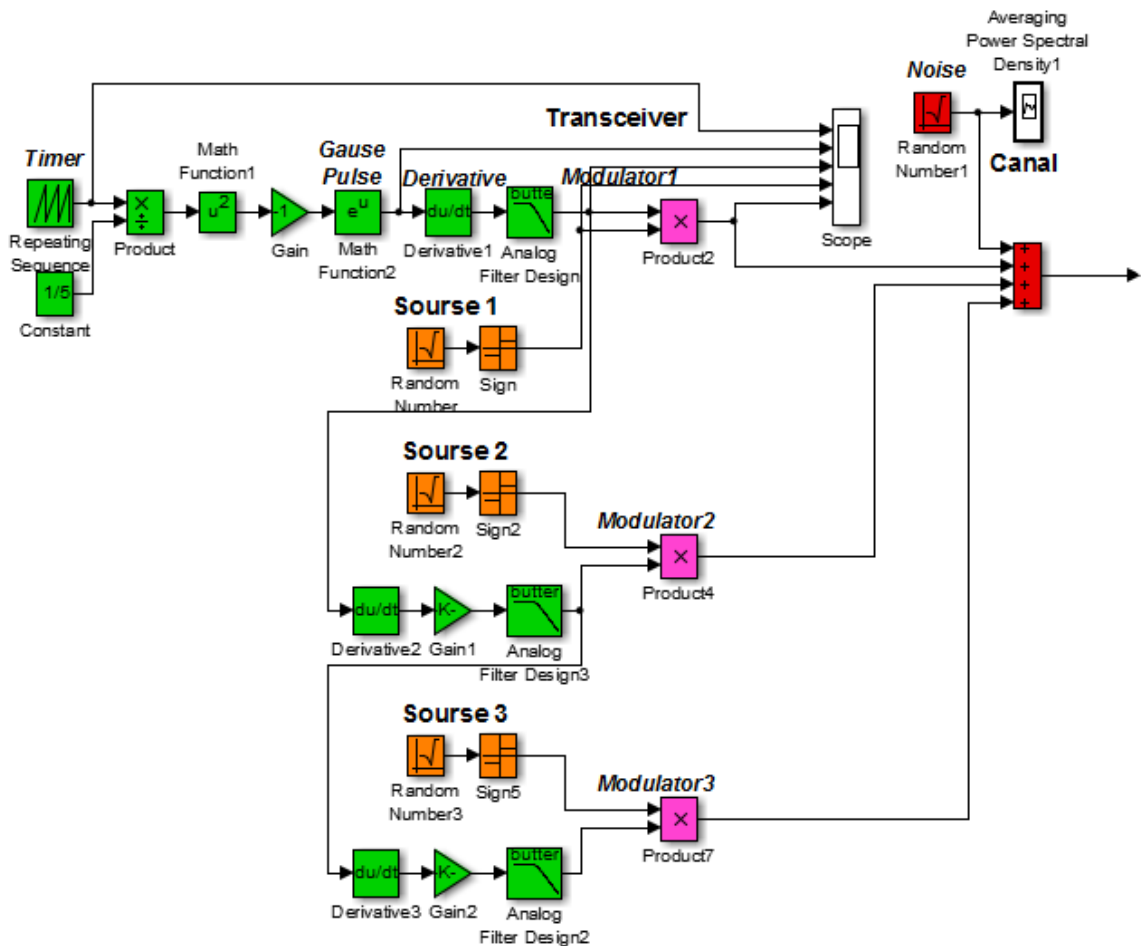 Averaging
Power Spectral
Density1
Noise
Random
Number1
Canal
Transceiver
Scope
Timer
Repeating
Sequence
1/5
Constant
×
÷
Product
Math
Function1
u²
-1
Gain
Gause
Pulse
eᵘ
Math
Function2
Derivative
du/dt
Derivative1
butte
Analog
Filter Design
Modulator1
×
Product2
+
+
+
+
Sourse 1
Random
Number
Sign
Sourse 2
Random
Number2
Sign2
Modulator2
×
Product4
du/dt
Derivative2
-K-
Gain1
butter
Analog
Filter Design3
Sourse 3
Random
Number3
Sign5
Modulator3
×
Product7
du/dt
Derivative3
-K-
Gain2
butter
Analog
Filter Design2